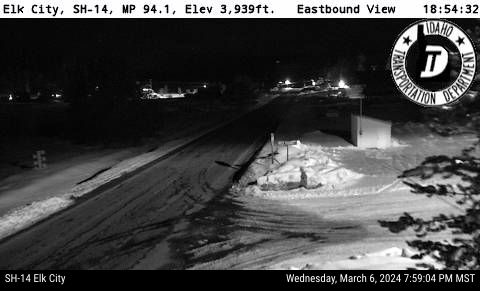 Elk City, SH-14, MP 94.1, Elev 3,939ft. Eastbound View 18:54:32
IDAHO
TRANSPORTATION DEPARTMENT
SH-14 Elk City Wednesday, March 6, 2024 7:59:04 PM MST